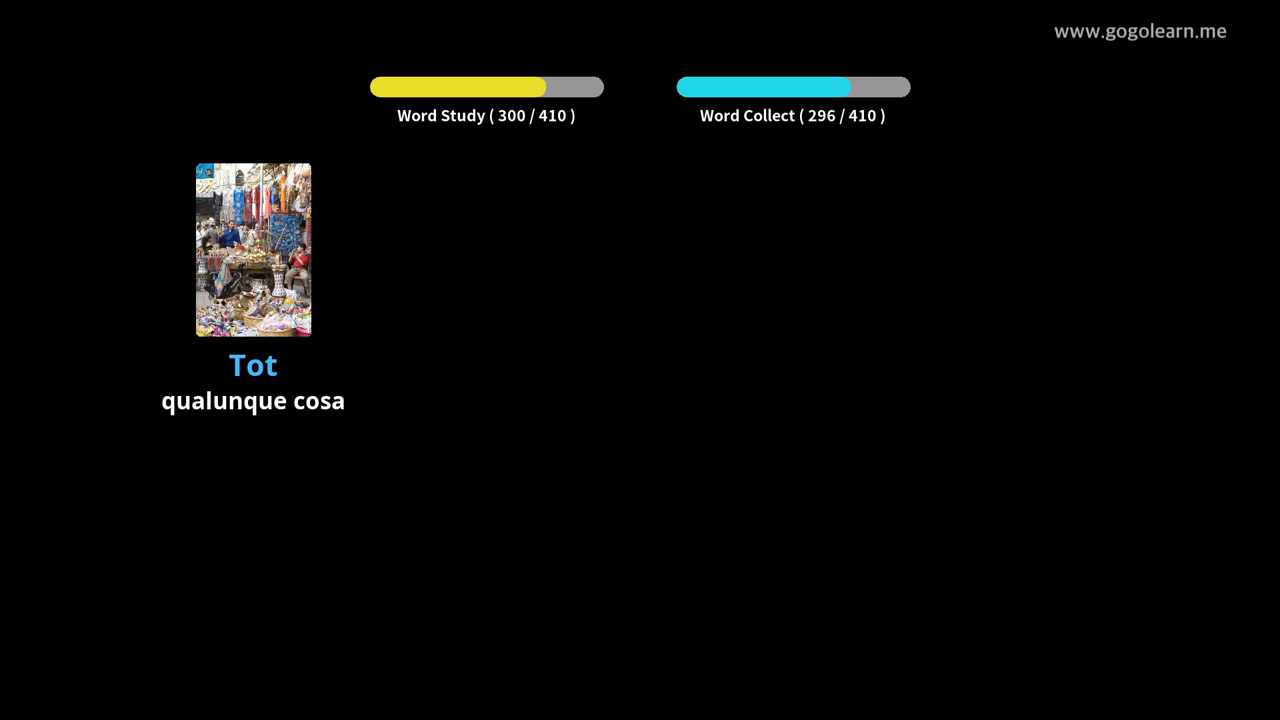 www.gogolearn.me
Word Study ( 300 / 410 )
Word Collect ( 296 / 410 )
Tot
qualunque cosa